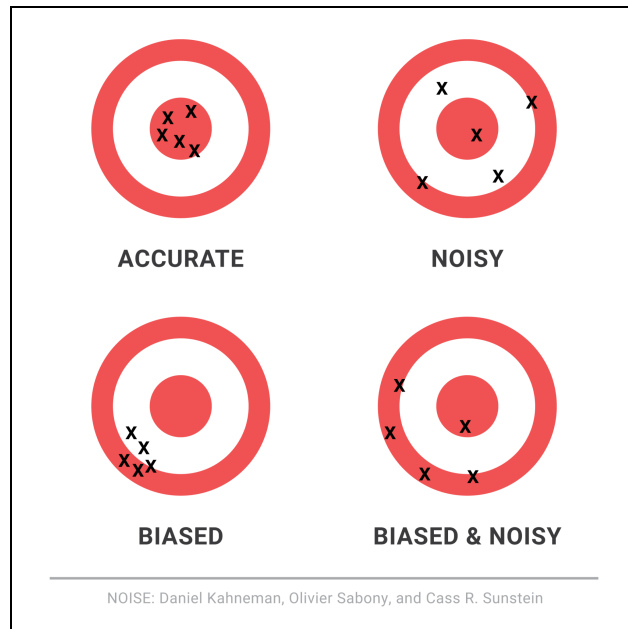 X X X X X
X X X X X
ACCURATE NOISY
X X X X X
X X X X X
BIASED BIASED & NOISY
NOISE: Daniel Kahneman, Olivier Sabony, and Cass R. Sunstein